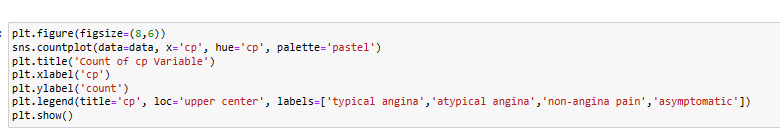 plt.figure(figsize=(8,6))
sns.countplot(data=data, x='cp', hue='cp', palette='pastel')
plt.title('Count of cp Variable')
plt.xlabel('cp')
plt.ylabel('count')
plt.legend(title='cp', loc='upper center', labels=['typical angina','atypical angina','non-angina pain','asymptomatic'])
plt.show()